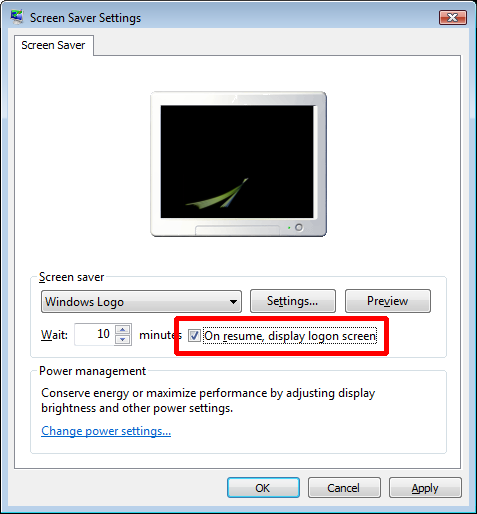 Screen Saver Settings
Screen Saver
Screen saver
Windows Logo
Settings...
Preview
Wait: 10 minutes
On resume, display logon screen
Power management
Conserve energy or maximize performance by adjusting display
brightness and other power settings.
Change power settings...
OK
Cancel
Apply